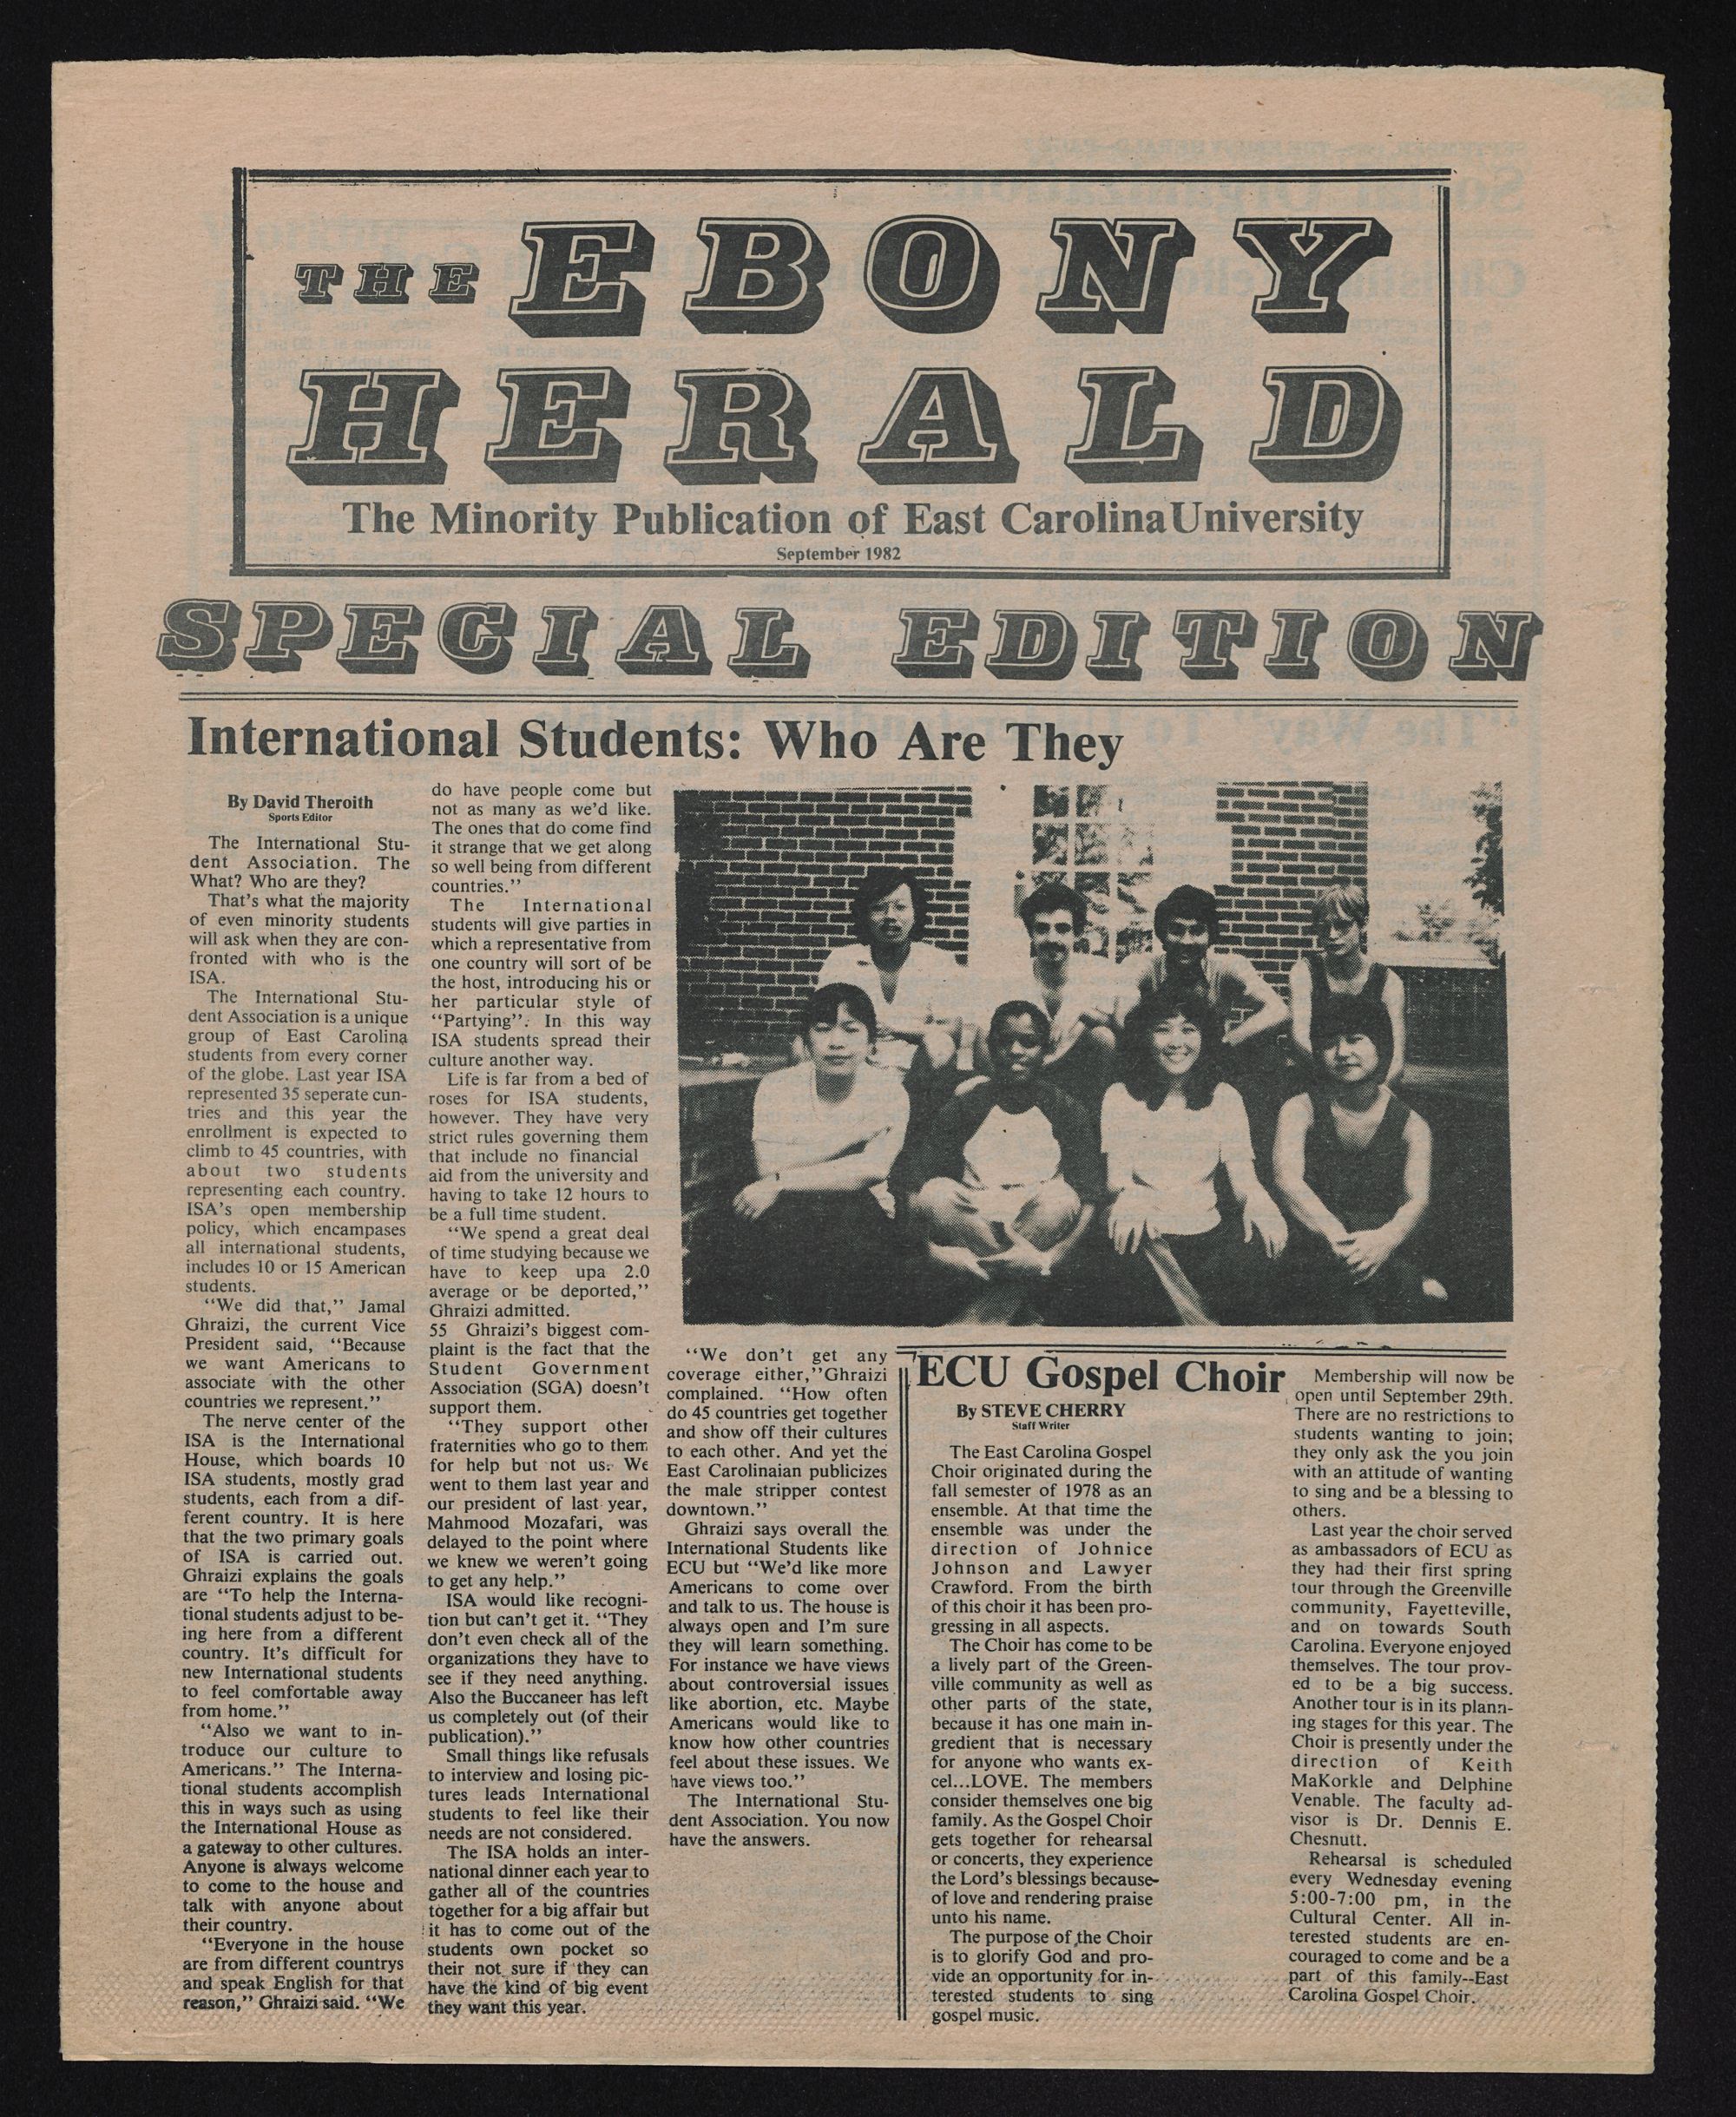 THE EBONY
HERALD
The Minority Publication of East Carolina University
September 1982
SPECIAL EDITION
International Students: Who Are They
By David Theroith
Sports Editor
The International Stu-
dent Association. The
What? Who are they?
That's what the majority
of even minority students
will ask when they are con-
fronted with who is the
ISA.
The International Stu-
dent Association is a unique
group of East Carolina
students from every corner
of the globe. Last year ISA
represented 35 seperate cun-
tries and this year the
enrollment is expected to
climb to 45 countries, with
about two students
representing each country.
ISA's open membership
policy, which encampases
all international students,
includes 10 or 15 American
students.
"We did that," Jamal
Ghraizi, the current Vice
President said, "Because
we want Americans to
associate with the other
countries we represent."
The nerve center of the
ISA is the International
House, which boards 10
ISA students, mostly grad
students, each from a dif-
ferent country. It is here
that the two primary goals
of ISA is carried out.
Ghraizi explains the goals
are "To help the Interna-
tional students adjust to be-
ing here from a different
country. It's difficult for
new International students
to feel comfortable away
from home."
"Also we want to in-
troduce our culture to
Americans." The Interna-
tional students accomplish
this in ways such as using
the International House as
a gateway to other cultures.
Anyone is always welcome
to come to the house and
talk with anyone about
their country.
"Everyone in the house
are from different countrys
and speak English for that
reason," Ghraizi said. "We
do have people come but
not as many as we'd like.
The ones that do come find
it strange that we get along
so well being from different
countries."
The International
students will give parties in
which a representative from
one country will sort of be
the host, introducing his or
her particular style of
"Partying". In this way
ISA students spread their
culture another way.
Life is far from a bed of
roses for ISA students,
however. They have very
strict rules governing them
that include no financial
aid from the university and
having to take 12 hours to
be a full time student.
"We spend a great deal
of time studying because we
have to keep upa 2.0
average or be deported,"
Ghraizi admitted.
55 Ghraizi's biggest com-
plaint is the fact that the
Student Government
Association (SGA) doesn't
support them.
"They support other
fraternities who go to them
for help but not us. We
went to them last year and
our president of last year,
Mahmood Mozafari, was
delayed to the point where
we knew we weren't going
to get any help."
ISA would like recogni-
tion but can't get it. "They
don't even check all of the
organizations they have to
see if they need anything.
Also the Buccaneer has left
us completely out (of their
publication)."
Small things like refusals
to interview and losing pic-
tures leads International
students to feel like their
needs are not considered.
The ISA holds an inter-
national dinner each year to
gather all of the countries
together for a big affair but
it has to come out of the
students own pocket so
their not sure if they can
have the kind of big event
they want this year.
"We don't get any
coverage either,"Ghraizi
complained. "How often
do 45 countries get together
and show off their cultures
to each other. And yet the
East Carolinaian publicizes
the male stripper contest
downtown."
Ghraizi says overall the
International Students like
ECU but "We'd like more
Americans to come over
and talk to us. The house is
always open and I'm sure
they will learn something.
For instance we have views
about controversial issues
like abortion, etc. Maybe
Americans would like to
know how other countries
feel about these issues. We
have views too."
The International Stu-
dent Association. You now
have the answers.
ECU Gospel Choir
By STEVE CHERRY
Staff Writer
The East Carolina Gospel
Choir originated during the
fall semester of 1978 as an
ensemble. At that time the
ensemble was under the
direction of Johnice
Johnson and Lawyer
Crawford. From the birth
of this choir it has been pro-
gressing in all aspects.
The Choir has come to be
a lively part of the Green-
ville community as well as
other parts of the state,
because it has one main in-
gredient that is necessary
for anyone who wants ex-
cel...LOVE. The members
consider themselves one big
family. As the Gospel Choir
gets together for rehearsal
or concerts, they experience
the Lord's blessings because
of love and rendering praise
unto his name.
The purpose of the Choir
is to glorify God and pro-
vide an opportunity for in-
terested students to sing
gospel music.
Membership will now be
open until September 29th.
There are no restrictions to
students wanting to join;
they only ask the you join
with an attitude of wanting
to sing and be a blessing to
others.
Last year the choir served
as ambassadors of ECU as
they had their first spring
tour through the Greenville
community, Fayetteville,
and on towards South
Carolina. Everyone enjoyed
themselves. The tour prov-
ed to be a big success.
Another tour is in its plann-
ing stages for this year. The
Choir is presently under the
direction of Keith
MaKorkle and Delphine
Venable. The faculty ad-
visor is Dr. Dennis E.
Chesnutt.
Rehearsal is scheduled
every Wednesday evening
5:00-7:00 pm, in the
Cultural Center. All in-
terested students are en-
couraged to come and be a
part of this family--East
Carolina Gospel Choir.